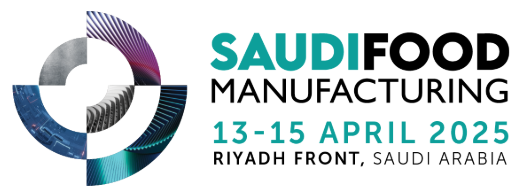 SAUDIFOOD
MANUFACTURING
13-15 APRIL 2025
RIYADH FRONT, SAUDI ARABIA